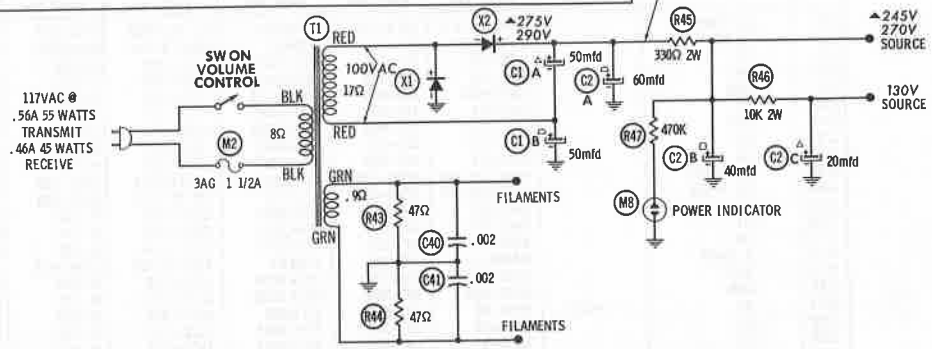 SW ON
VOLUME
CONTROL
117VAC @
.56A 55 WATTS
TRANSMIT
.46A 45 WATTS
RECEIVE
M2
3AG 1 1/2A
BLK
8Ω
BLK
T1
RED
100VAC
17Ω
RED
X1
X2
▲275V
290V
C1 A
50mfd
C2 A
60mfd
C1 B
50mfd
R45
330Ω 2W
▲245V
270V
SOURCE
R46
10K 2W
130V
SOURCE
R47
470K
C2 B
40mfd
C2 C
20mfd
M8
POWER INDICATOR
GRN
.9Ω
GRN
R43
47Ω
C40
.002
C41
.002
R44
47Ω
FILAMENTS
FILAMENTS